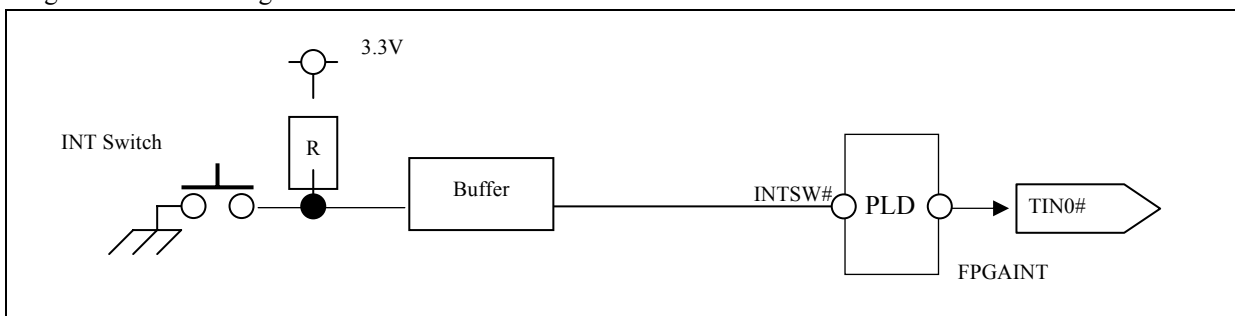 3.3V
INT Switch
R
Buffer
INTSW#
PLD
TIN0#
FPGAINT